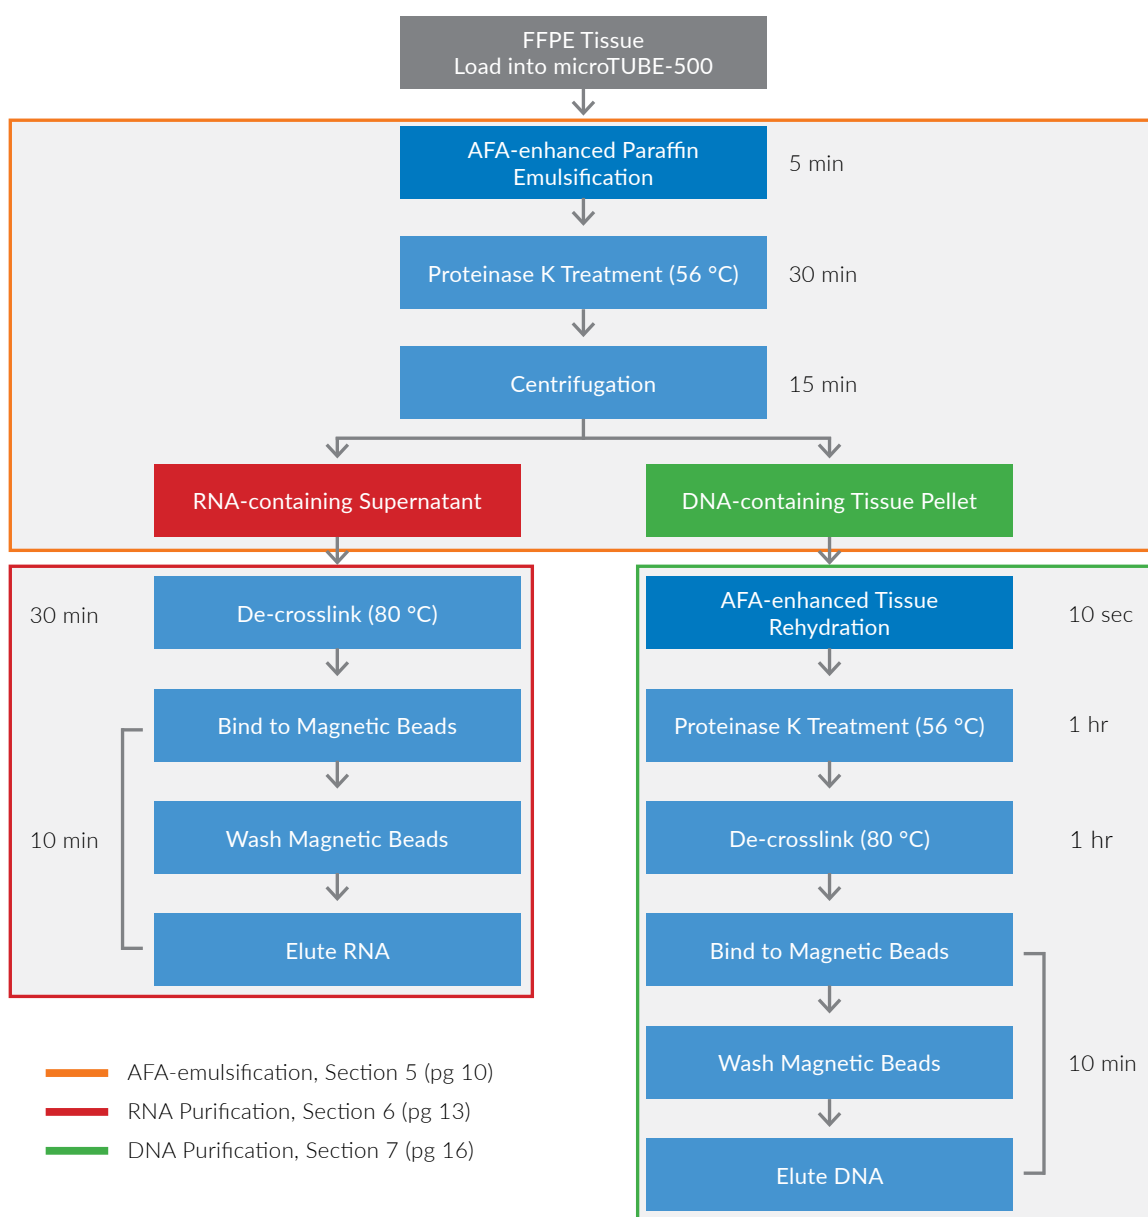 FFPE Tissue
Load into microTUBE-500
AFA-enhanced Paraffin
Emulsification
5 min
Proteinase K Treatment (56 °C)
30 min
Centrifugation
15 min
RNA-containing Supernatant
DNA-containing Tissue Pellet
30 min
De-crosslink (80 °C)
Bind to Magnetic Beads
10 min
Wash Magnetic Beads
Elute RNA
AFA-enhanced Tissue
Rehydration
10 sec
Proteinase K Treatment (56 °C)
1 hr
De-crosslink (80 °C)
1 hr
Bind to Magnetic Beads
Wash Magnetic Beads
10 min
Elute DNA
AFA-emulsification, Section 5 (pg 10)
RNA Purification, Section 6 (pg 13)
DNA Purification, Section 7 (pg 16)